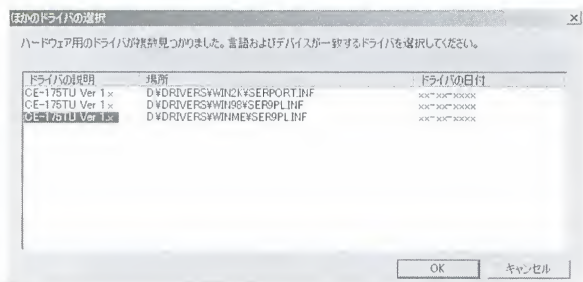 ほかのドライバの選択
ハードウェア用のドライバが複数見つかりました。言語およびデバイスが一致するドライバを選択してください。
ドライバの説明 場所 ドライバの日付
CE-175TU Ver 1.x D:¥DRIVERS¥WIN2K¥SERPORT.INF xx-xx-xxxx
CE-175TU Ver 1.x D:¥DRIVERS¥WIN98¥SER9PL.INF xx-xx-xxxx
CE-175TU Ver 1.x D:¥DRIVERS¥WINME¥SER9PL.INF xx-xx-xxxx
OK キャンセル